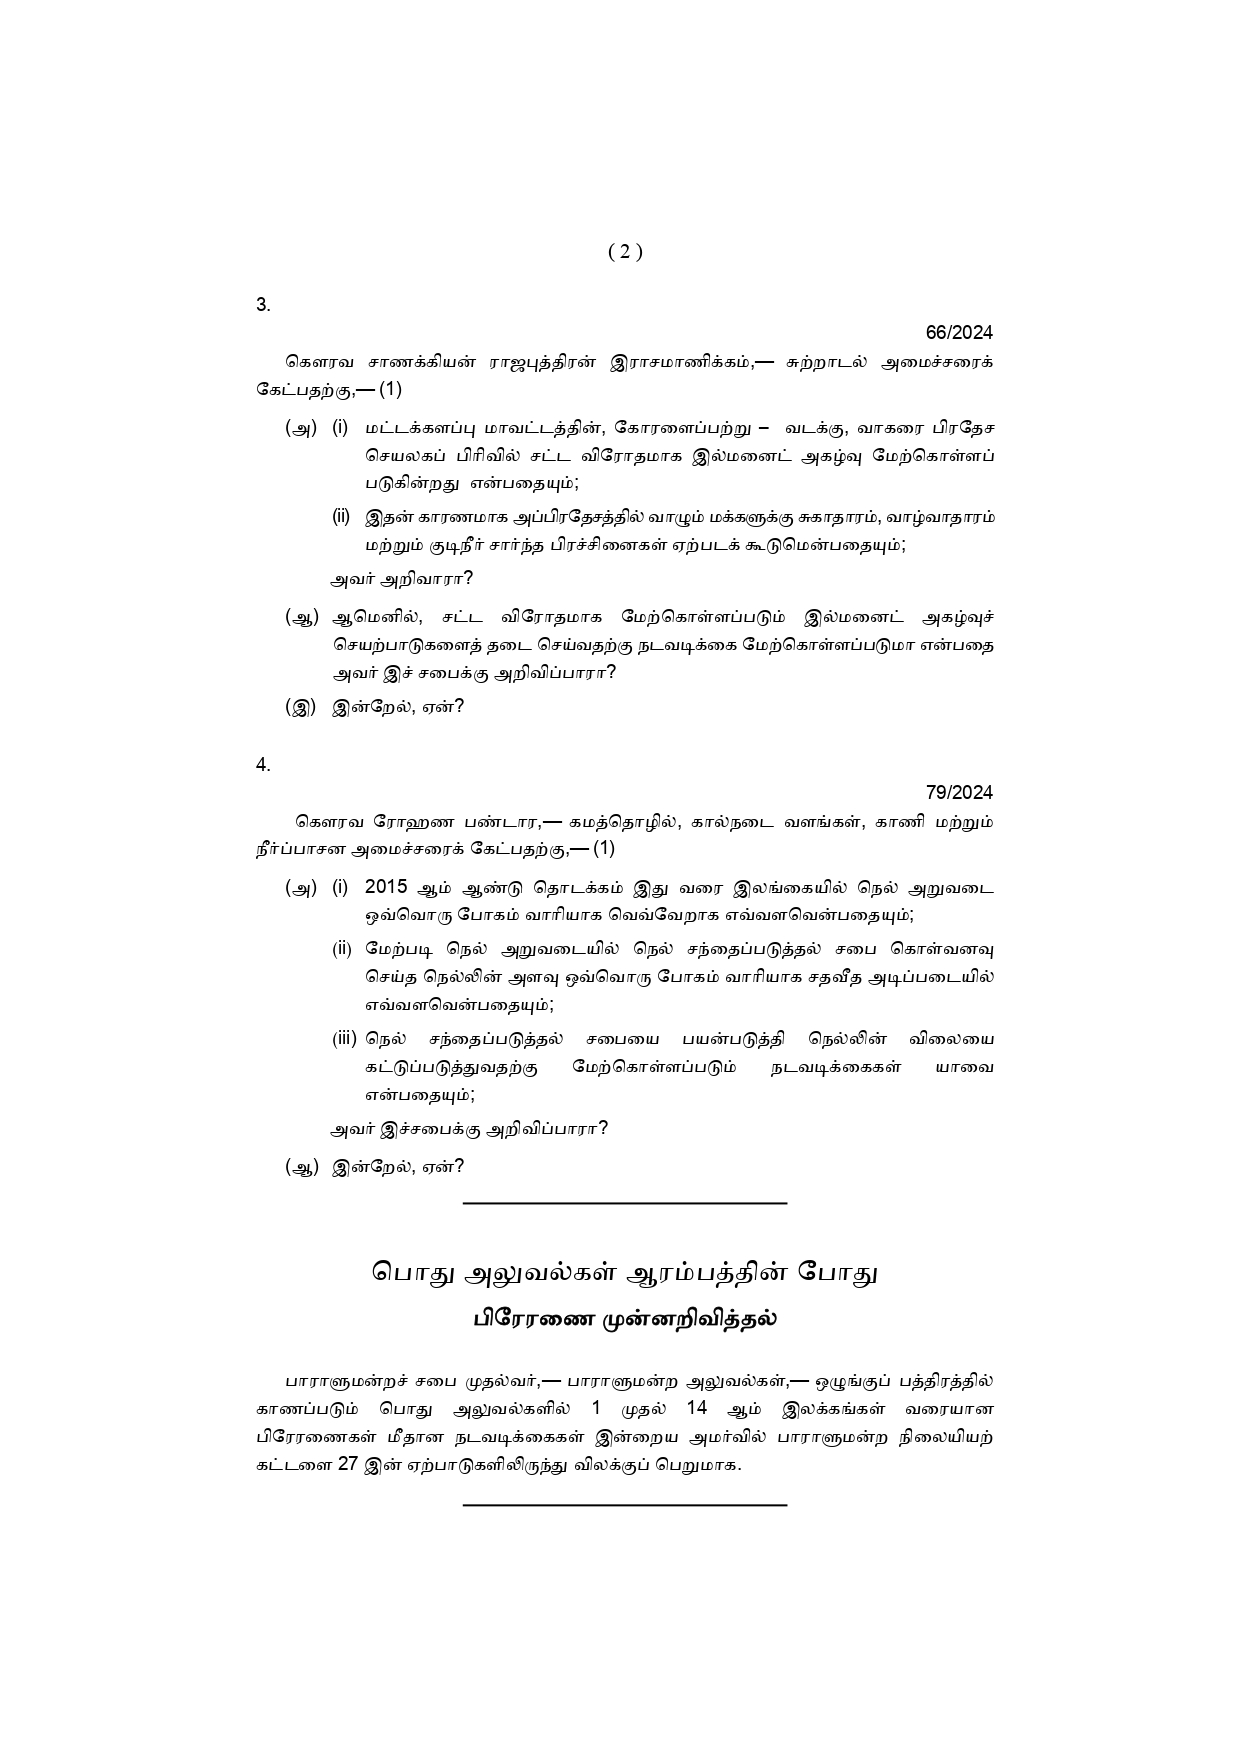 ( 2 )
3.
66/2024
கௌரவ சாணக்கியன் ராஜபுத்திரன் இராசமாணிக்கம்,— சுற்றாடல் அமைச்சரைக்
கேட்பதற்கு,— (1)
(அ) (i) மட்டக்களப்பு மாவட்டத்தின், கோரளைப்பற்று – வடக்கு, வாகரை பிரதேச
செயலகப் பிரிவில் சட்ட விரோதமாக இல்மனைட் அகழ்வு மேற்கொள்ளப்
படுகின்றது என்பதையும்;
(ii) இதன் காரணமாக அப்பிரதேசத்தில் வாழும் மக்களுக்கு சுகாதாரம், வாழ்வாதாரம்
மற்றும் குடிநீர் சார்ந்த பிரச்சினைகள் ஏற்படக் கூடுமென்பதையும்;
அவர் அறிவாரா?
(ஆ) ஆமெனில், சட்ட விரோதமாக மேற்கொள்ளப்படும் இல்மனைட் அகழ்வுச்
செயற்பாடுகளைத் தடை செய்வதற்கு நடவடிக்கை மேற்கொள்ளப்படுமா என்பதை
அவர் இச் சபைக்கு அறிவிப்பாரா?
(இ) இன்றேல், ஏன்?
4.
79/2024
கௌரவ ரோஹண பண்டார,— கமத்தொழில், கால்நடை வளங்கள், காணி மற்றும்
நீர்ப்பாசன அமைச்சரைக் கேட்பதற்கு,— (1)
(அ) (i) 2015 ஆம் ஆண்டு தொடக்கம் இது வரை இலங்கையில் நெல் அறுவடை
ஒவ்வொரு போகம் வாரியாக வெவ்வேறாக எவ்வளவென்பதையும்;
(ii) மேற்படி நெல் அறுவடையில் நெல் சந்தைப்படுத்தல் சபை கொள்வனவு
செய்த நெல்லின் அளவு ஒவ்வொரு போகம் வாரியாக சதவீத அடிப்படையில்
எவ்வளவென்பதையும்;
(iii) நெல் சந்தைப்படுத்தல் சபையை பயன்படுத்தி நெல்லின் விலையை
கட்டுப்படுத்துவதற்கு மேற்கொள்ளப்படும் நடவடிக்கைகள் யாவை
என்பதையும்;
அவர் இச்சபைக்கு அறிவிப்பாரா?
(ஆ) இன்றேல், ஏன்?
பொது அலுவல்கள் ஆரம்பத்தின் போது
பிரேரணை முன்னறிவித்தல்
பாராளுமன்றச் சபை முதல்வர்,— பாராளுமன்ற அலுவல்கள்,— ஒழுங்குப் பத்திரத்தில்
காணப்படும் பொது அலுவல்களில் 1 முதல் 14 ஆம் இலக்கங்கள் வரையான
பிரேரணைகள் மீதான நடவடிக்கைகள் இன்றைய அமர்வில் பாராளுமன்ற நிலையியற்
கட்டளை 27 இன் ஏற்பாடுகளிலிருந்து விலக்குப் பெறுமாக.